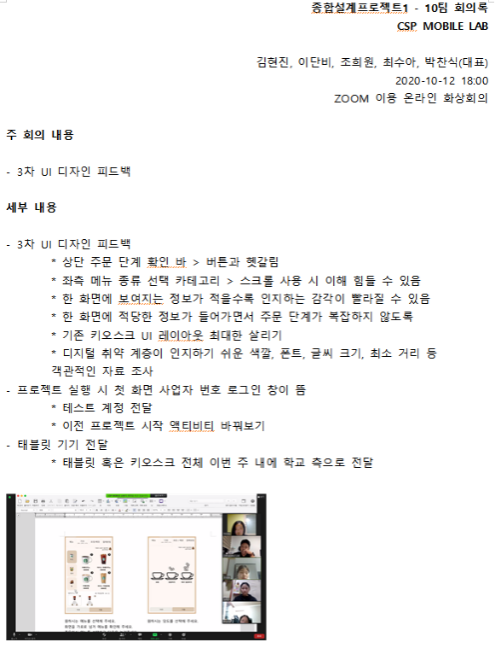 종합설계프로젝트1 - 10팀 회의록
CSP MOBILE LAB
김현진, 이단비, 조희원, 최수아, 박찬식(대표)
2020-10-12 18:00
ZOOM 이용 온라인 화상회의
주 회의 내용
- 3차 UI 디자인 피드백
세부 내용
- 3차 UI 디자인 피드백
* 상단 주문 단계 확인 바 > 버튼과 헷갈림
* 좌측 메뉴 종류 선택 카테고리 > 스크롤 사용 시 이해 힘들 수 있음
* 한 화면에 보여지는 정보가 적을수록 인지하는 감각이 빨라질 수 있음
* 한 화면에 적당한 정보가 들어가면서 주문 단계가 복잡하지 않도록
* 기존 키오스크 UI 레이아웃 최대한 살리기
* 디지털 취약 계층이 인지하기 쉬운 색깔, 폰트, 글씨 크기, 최소 거리 등
객관적인 자료 조사
- 프로젝트 실행 시 첫 화면 사업자 번호 로그인 창이 뜸
* 테스트 계정 전달
* 이전 프로젝트 시작 액티비티 바꿔보기
- 태블릿 기기 전달
* 태블릿 혹은 키오스크 전체 이번 주 내에 학교 측으로 전달